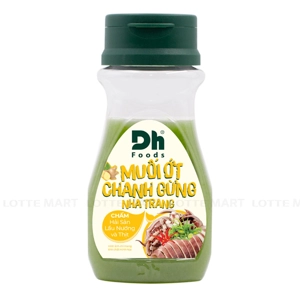 Dh
Foods
MUỐI ỚT
CHANH GỪNG
NHA TRANG
LOTTE MART
CHẤM
Hải Sản,
Lẩu Nướng
và Thịt